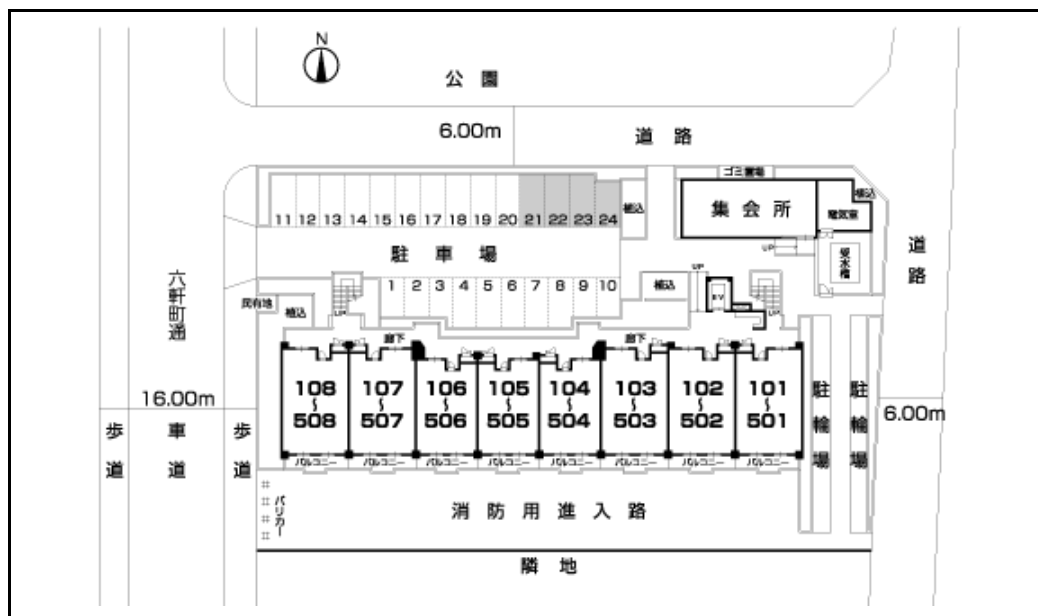 N
公園
6.00m
道路
ゴミ置場
植込
集会所
電気室
11 12 13 14 15 16 17 18 19 20 21 22 23 24
植込
道路
駐車場
UP
受水槽
六軒町通
UP
1 2 3 4 5 6 7 8 9 10
植込
EV
民有地
植込
UP
UP
廊下
廊下
108～508
107～507
106～506
105～505
104～504
103～503
102～502
101～501
駐輪場
駐輪場
16.00m
6.00m
歩道
車道
歩道
バルコニー バルコニー バルコニー バルコニー バルコニー バルコニー バルコニー バルコニー
バリカー
消防用進入路
隣地